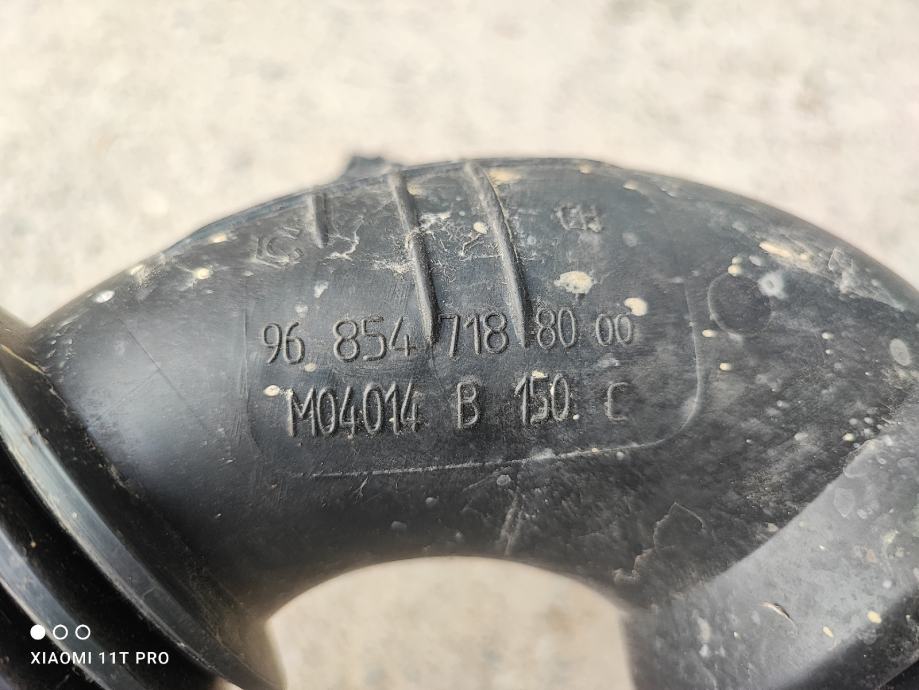 96 854 718 80 00
M04014 B 150 C
XIAOMI 11T PRO